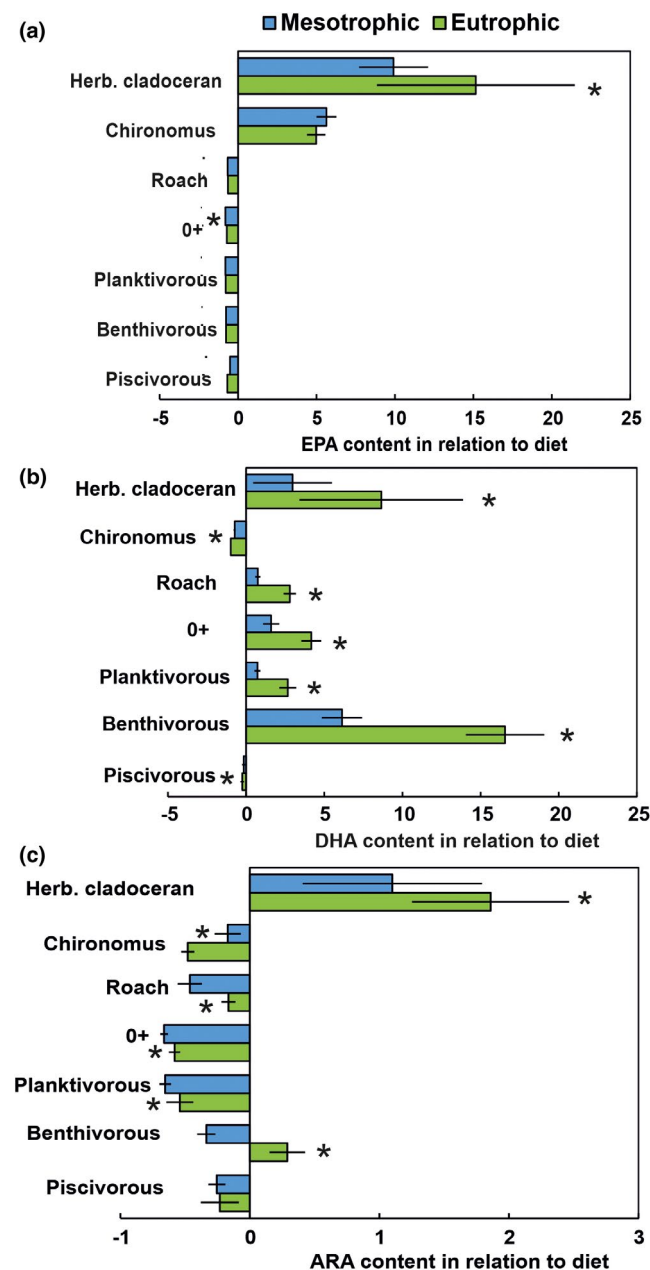 Mesotrophic Eutrophic
(a)
Herb. cladoceran
*
Chironomus
Roach
*
0+
Planktivorous
Benthivorous
Piscivorous
-5 0 5 10 15 20 25
EPA content in relation to diet
(b)
Herb. cladoceran
*
Chironomus *
Roach
*
0+
*
Planktivorous
*
Benthivorous
*
Piscivorous *
-5 0 5 10 15 20 25
DHA content in relation to diet
(c)
Herb. cladoceran
*
*
Chironomus
Roach
*
0+
*
Planktivorous
*
Benthivorous
*
Piscivorous
-1 0 1 2 3
ARA content in relation to diet